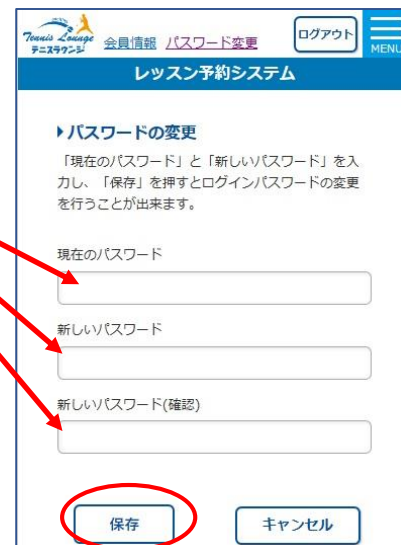 Tennis Lounge
テニスラウンジ
会員情報 パスワード変更
ログアウト
MENU
レッスン予約システム
パスワードの変更
「現在のパスワード」と「新しいパスワード」を入
力し、「保存」を押すとログインパスワードの変更
を行うことが出来ます。
現在のパスワード
新しいパスワード
新しいパスワード(確認)
保存 キャンセル